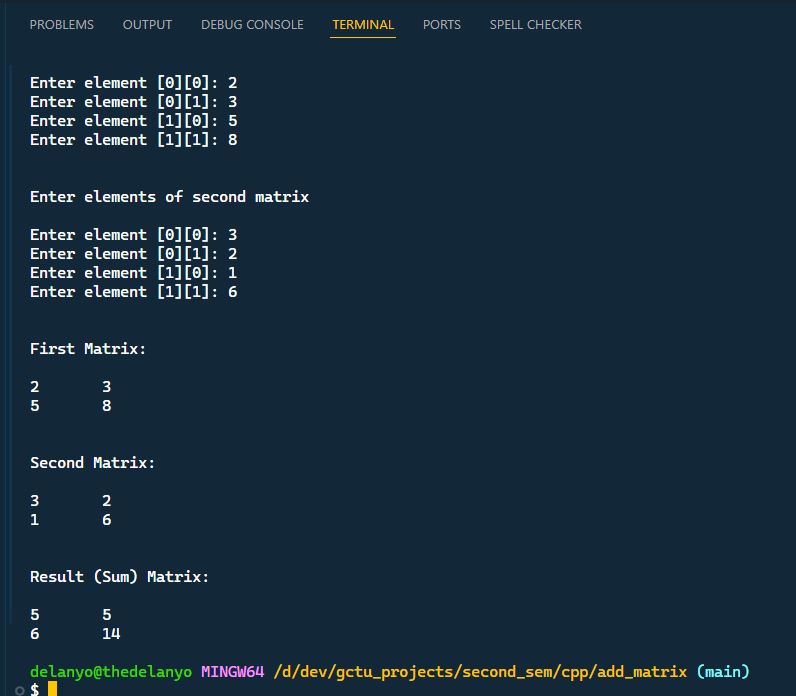 PROBLEMS OUTPUT DEBUG CONSOLE TERMINAL PORTS SPELL CHECKER
Enter element [0][0]: 2
Enter element [0][1]: 3
Enter element [1][0]: 5
Enter element [1][1]: 8
Enter elements of second matrix
Enter element [0][0]: 3
Enter element [0][1]: 2
Enter element [1][0]: 1
Enter element [1][1]: 6
First Matrix:
2 3
5 8
Second Matrix:
3 2
1 6
Result (Sum) Matrix:
5 5
6 14
delanyo@thedelanyo MINGW64 /d/dev/gctu_projects/second_sem/cpp/add_matrix (main)
$